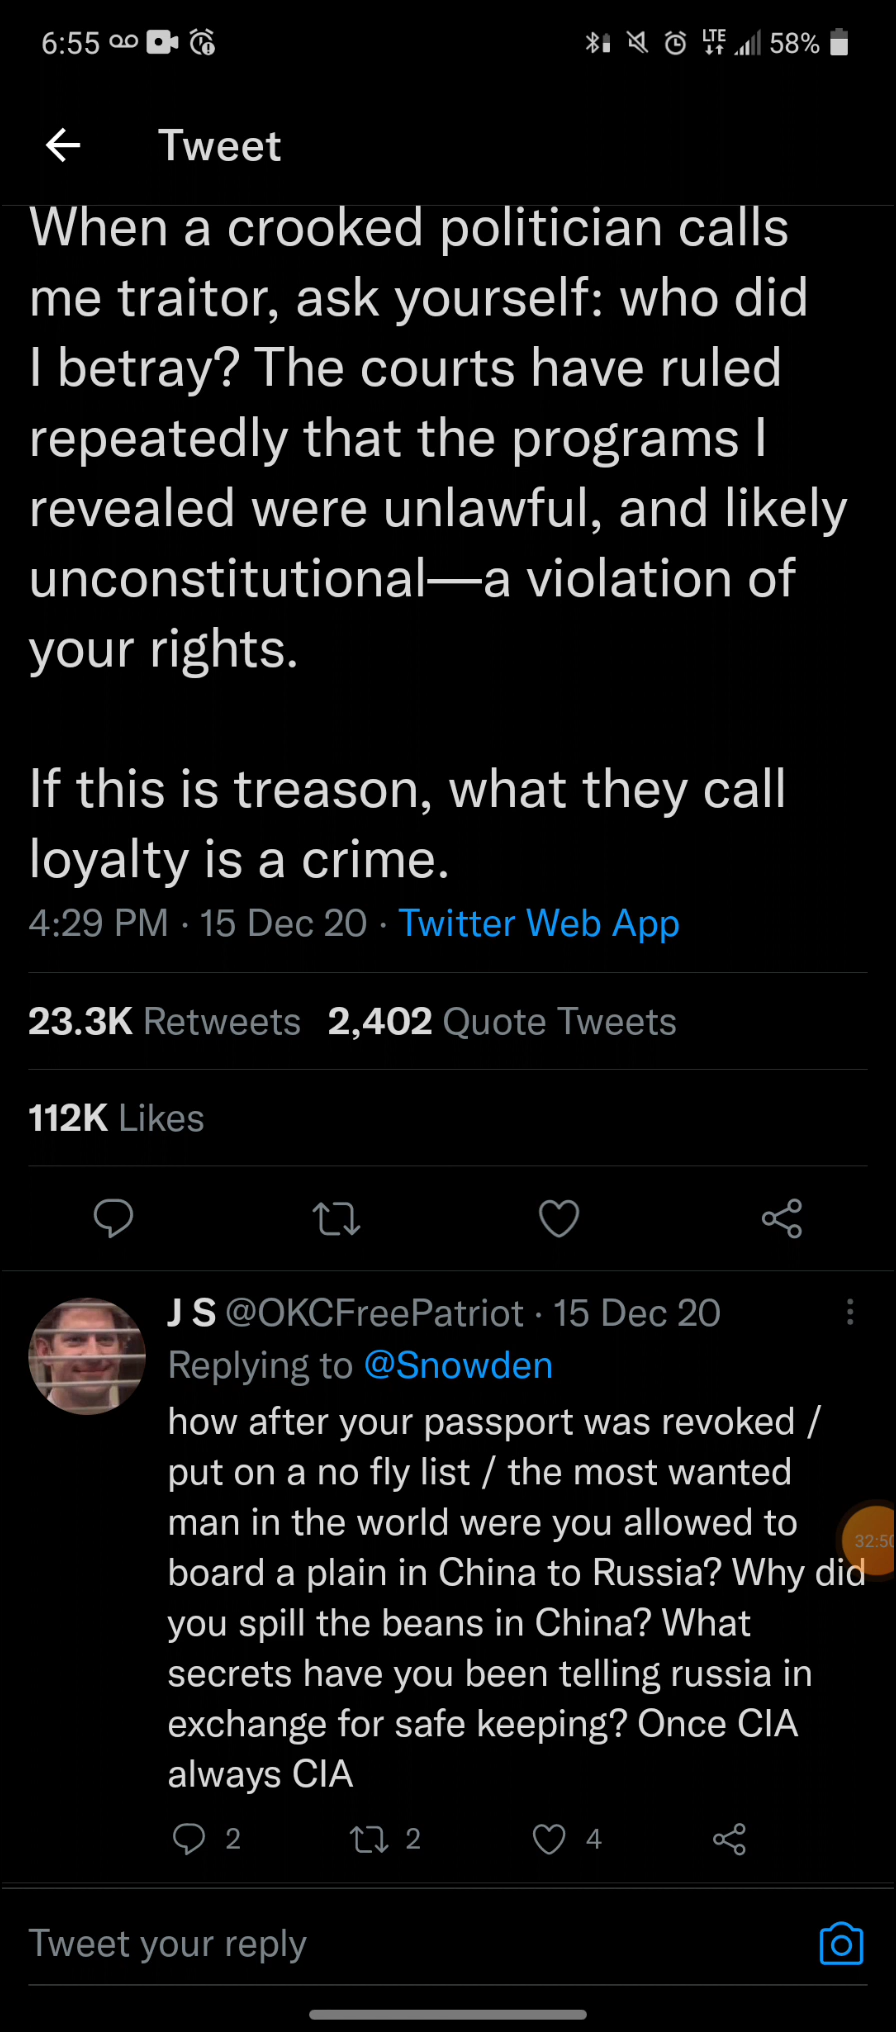 6:55
LTE
58%
Tweet
When a crooked politician calls
me traitor, ask yourself: who did
I betray? The courts have ruled
repeatedly that the programs I
revealed were unlawful, and likely
unconstitutional—a violation of
your rights.
If this is treason, what they call
loyalty is a crime.
4:29 PM · 15 Dec 20 · Twitter Web App
23.3K Retweets 2,402 Quote Tweets
112K Likes
J S @OKCFreePatriot · 15 Dec 20
Replying to @Snowden
how after your passport was revoked /
put on a no fly list / the most wanted
man in the world were you allowed to
board a plain in China to Russia? Why did
you spill the beans in China? What
secrets have you been telling russia in
exchange for safe keeping? Once CIA
always CIA
2 2 4
32:50
Tweet your reply